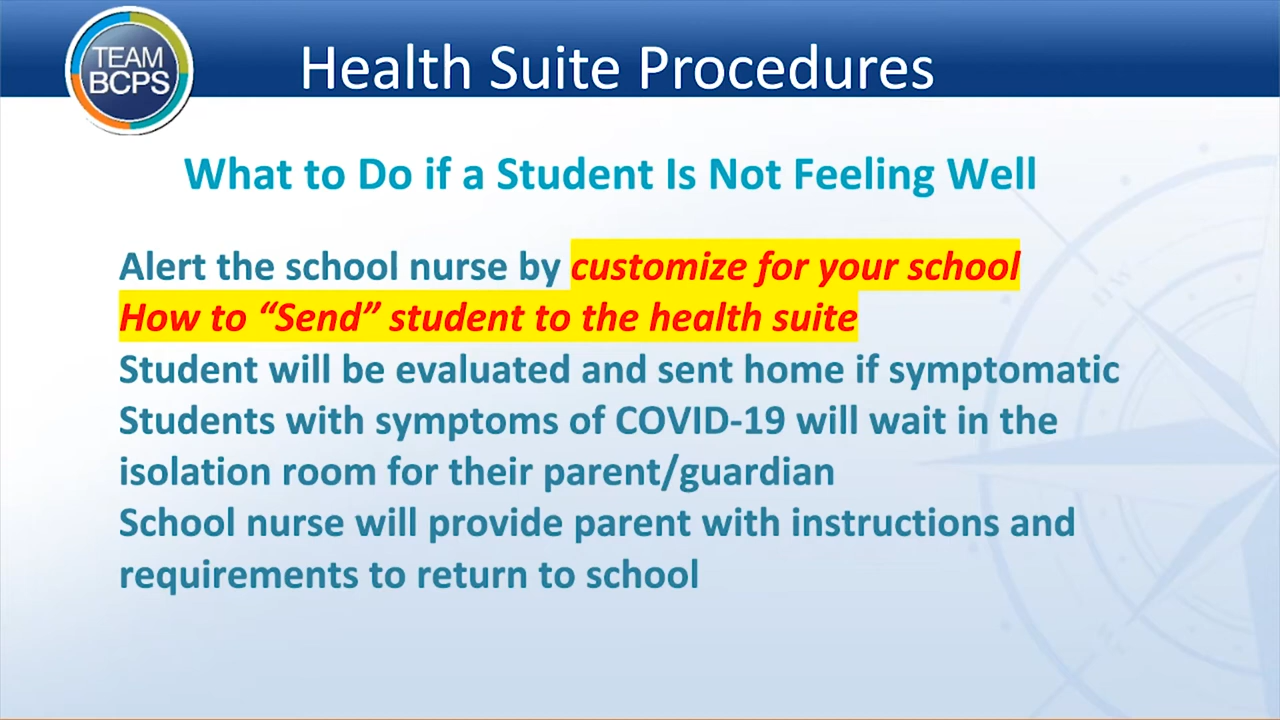 TEAM
BCPS
Health Suite Procedures
What to Do if a Student Is Not Feeling Well
Alert the school nurse by customize for your school
How to “Send” student to the health suite
Student will be evaluated and sent home if symptomatic
Students with symptoms of COVID-19 will wait in the
isolation room for their parent/guardian
School nurse will provide parent with instructions and
requirements to return to school